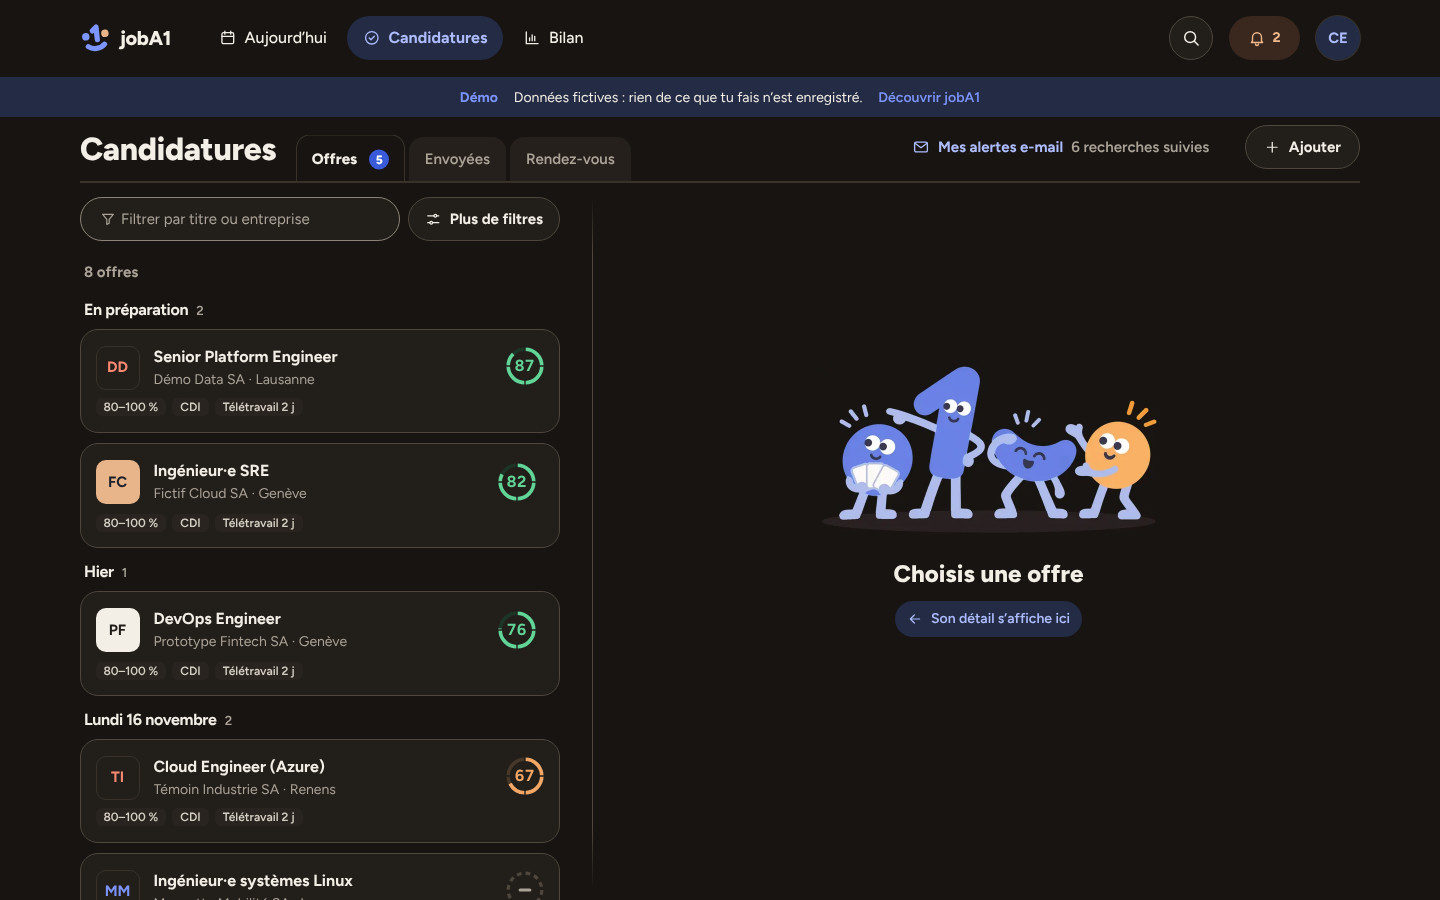 jobA1
Aujourd’hui
Candidatures
Bilan
2
CE
Démo Données fictives : rien de ce que tu fais n’est enregistré. Découvrir jobA1
Candidatures
Offres 5
Envoyées
Rendez-vous
Mes alertes e-mail 6 recherches suivies
Ajouter
Filtrer par titre ou entreprise
Plus de filtres
8 offres
En préparation 2
DD
Senior Platform Engineer
Démo Data SA · Lausanne
87
80–100 % CDI Télétravail 2 j
FC
Ingénieur·e SRE
Fictif Cloud SA · Genève
82
80–100 % CDI Télétravail 2 j
Hier 1
PF
DevOps Engineer
Prototype Fintech SA · Genève
76
80–100 % CDI Télétravail 2 j
Lundi 16 novembre 2
TI
Cloud Engineer (Azure)
Témoin Industrie SA · Renens
67
80–100 % CDI Télétravail 2 j
MM
Ingénieur·e systèmes Linux
Choisis une offre
Son détail s’affiche ici